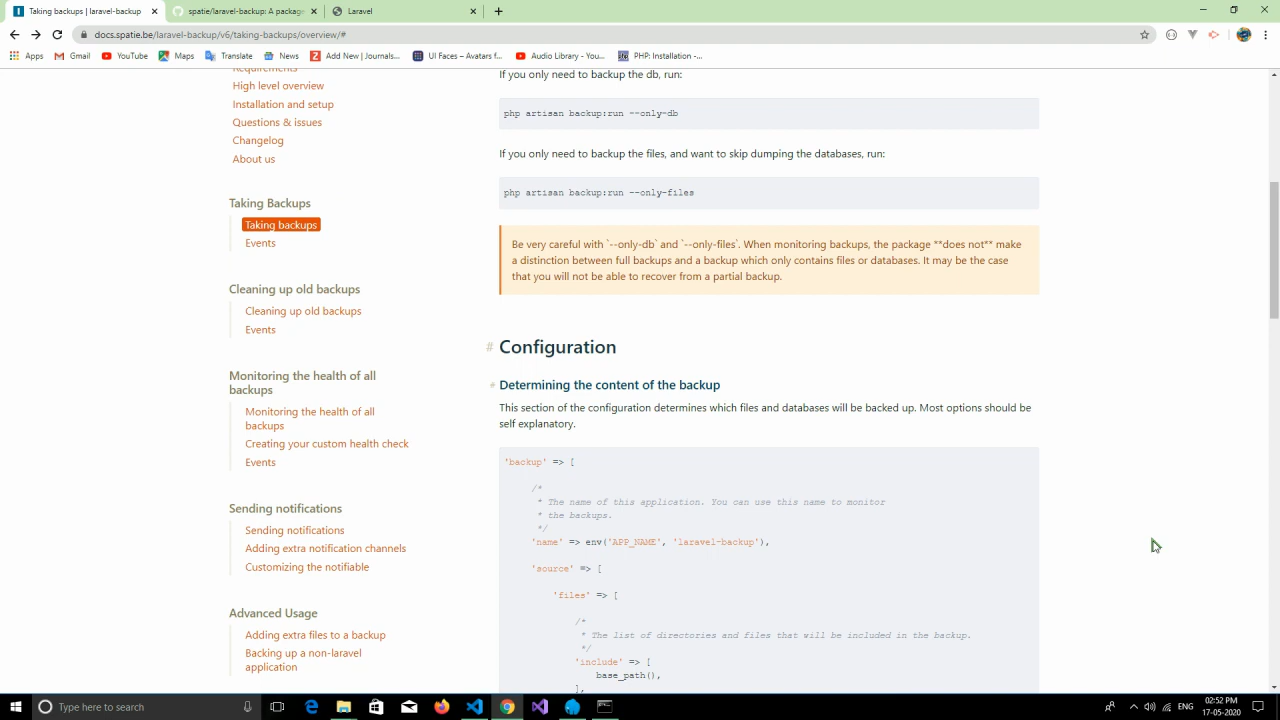 Taking backups | laravel-backup
spatie/laravel-backup: A package
Laravel
docs.spatie.be/laravel-backup/v6/taking-backups/overview/#
Apps
Gmail
YouTube
Maps
Translate
News
Add New | Journals...
UI Faces – Avatars f...
Audio Library - You...
PHP: Installation -...
Requirements
High level overview
Installation and setup
Questions & issues
Changelog
About us
Taking Backups
Taking backups
Events
Cleaning up old backups
Cleaning up old backups
Events
Monitoring the health of all
backups
Monitoring the health of all
backups
Creating your custom health check
Events
Sending notifications
Sending notifications
Adding extra notification channels
Customizing the notifiable
Advanced Usage
Adding extra files to a backup
Backing up a non-laravel
application
If you only need to backup the db, run:
php artisan backup:run --only-db
If you only need to backup the files, and want to skip dumping the databases, run:
php artisan backup:run --only-files
Be very careful with `--only-db` and `--only-files`. When monitoring backups, the package **does not** make
a distinction between full backups and a backup which only contains files or databases. It may be the case
that you will not be able to recover from a partial backup.
# Configuration
# Determining the content of the backup
This section of the configuration determines which files and databases will be backed up. Most options should be
self explanatory.
'backup' => [
/*
* The name of this application. You can use this name to monitor
* the backups.
*/
'name' => env('APP_NAME', 'laravel-backup'),
'source' => [
'files' => [
/*
* The list of directories and files that will be included in the backup.
*/
'include' => [
base_path(),
],
Type here to search
ENG
02:52 PM
17-05-2020